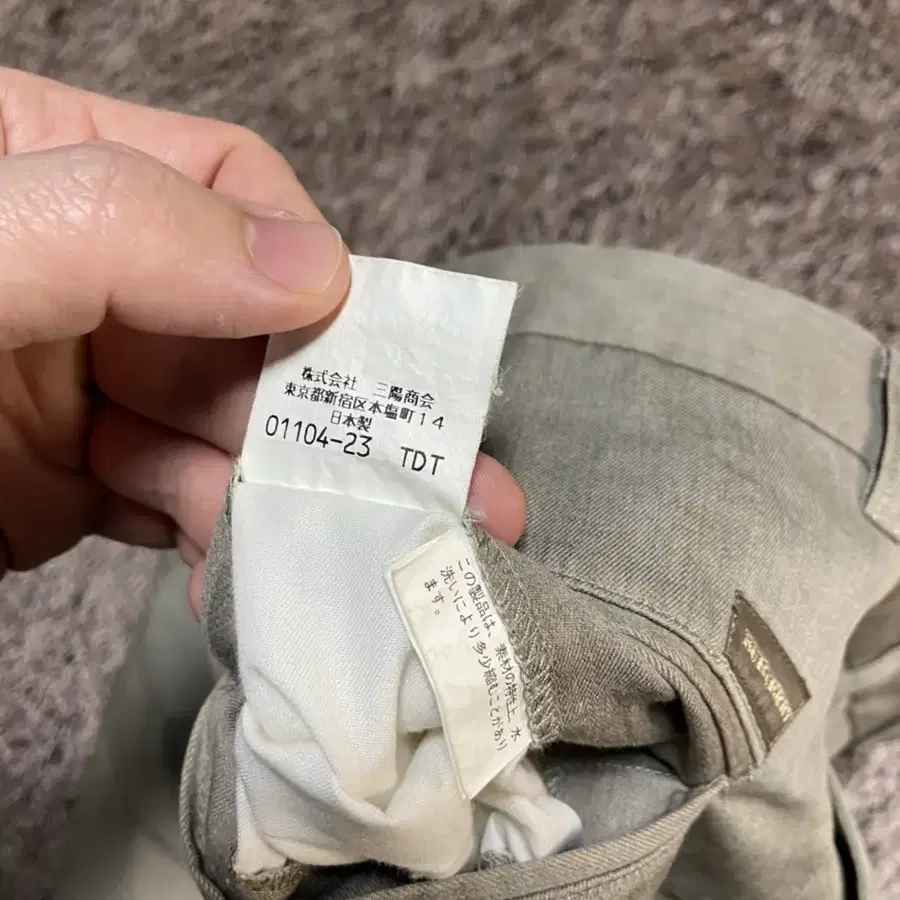 株式会社 三陽商会
東京都新宿区本塩町14
日本製
01104-23 TDT
この製品は、素材の特性上、水
洗いにより多少縮むことがあり
ます。